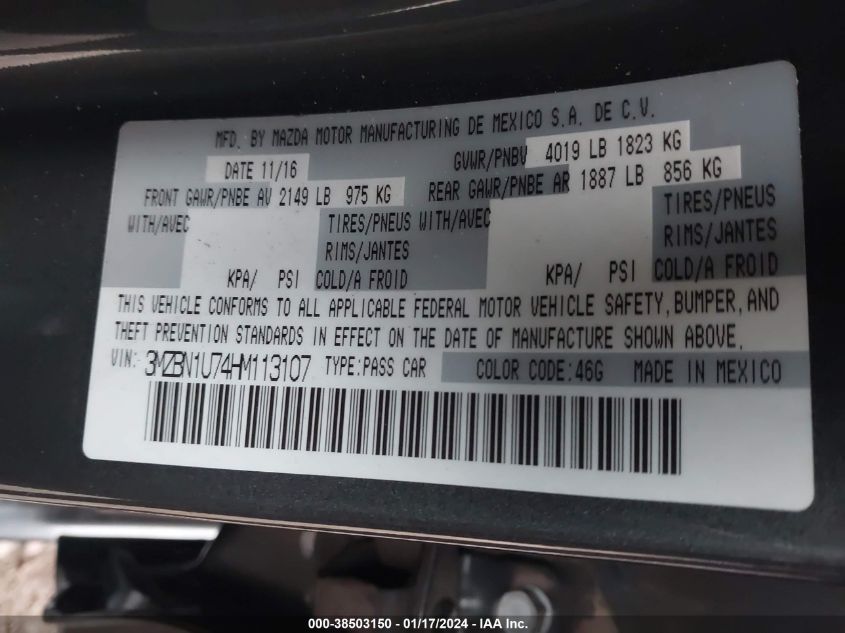 MFD. BY MAZDA MOTOR MANUFACTURING DE MEXICO S.A. DE C.V.
DATE 11/16 GVWR/PNBV 4019 LB 1823 KG
FRONT GAWR/PNBE AV 2149 LB 975 KG REAR GAWR/PNBE AR 1887 LB 856 KG
WITH/AVEC TIRES/PNEUS WITH/AVEC TIRES/PNEUS
RIMS/JANTES RIMS/JANTES
KPA/ PSI COLD/A FROID KPA/ PSI COLD/A FROID
THIS VEHICLE CONFORMS TO ALL APPLICABLE FEDERAL MOTOR VEHICLE SAFETY, BUMPER, AND
THEFT PREVENTION STANDARDS IN EFFECT ON THE DATE OF MANUFACTURE SHOWN ABOVE.
VIN: 3MZBN1U74HM113107 TYPE:PASS CAR COLOR CODE:46G MADE IN MEXICO
000-38503150 - 01/17/2024 - IAA Inc.